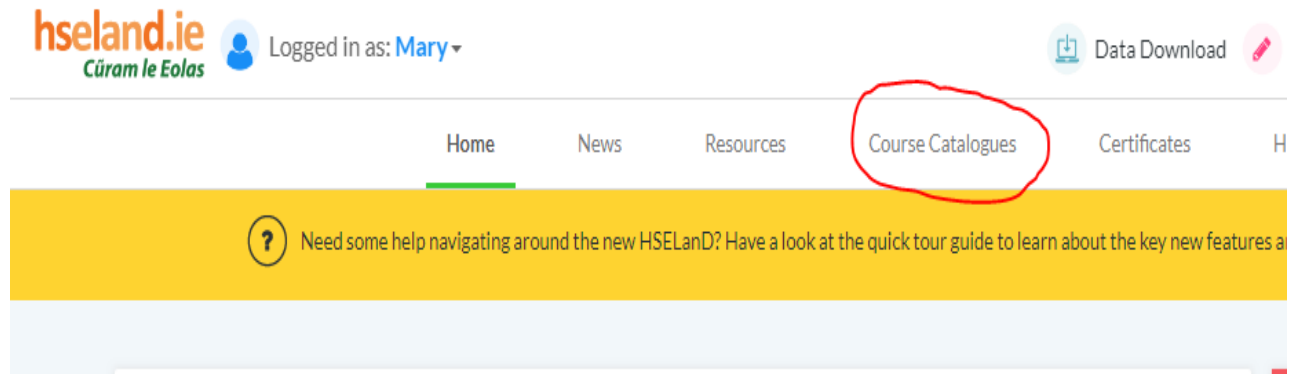 hseland.ie
Cūram le Eolas
Logged in as: Mary
Data Download
Home News Resources Course Catalogues Certificates H
? Need some help navigating around the new HSELanD? Have a look at the quick tour guide to learn about the key new features a